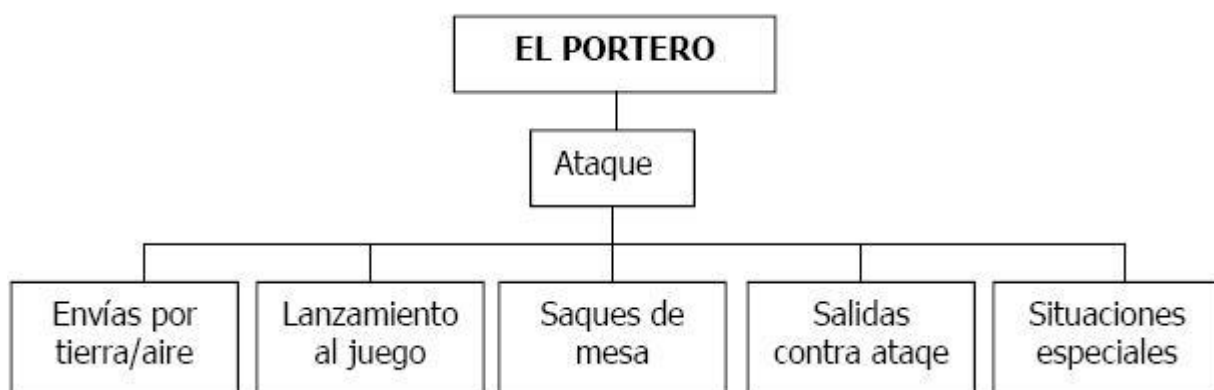 EL PORTERO
Ataque
Envías por
tierra/aire
Lanzamiento
al juego
Saques de
mesa
Salidas
contra ataqe
Situaciones
especiales